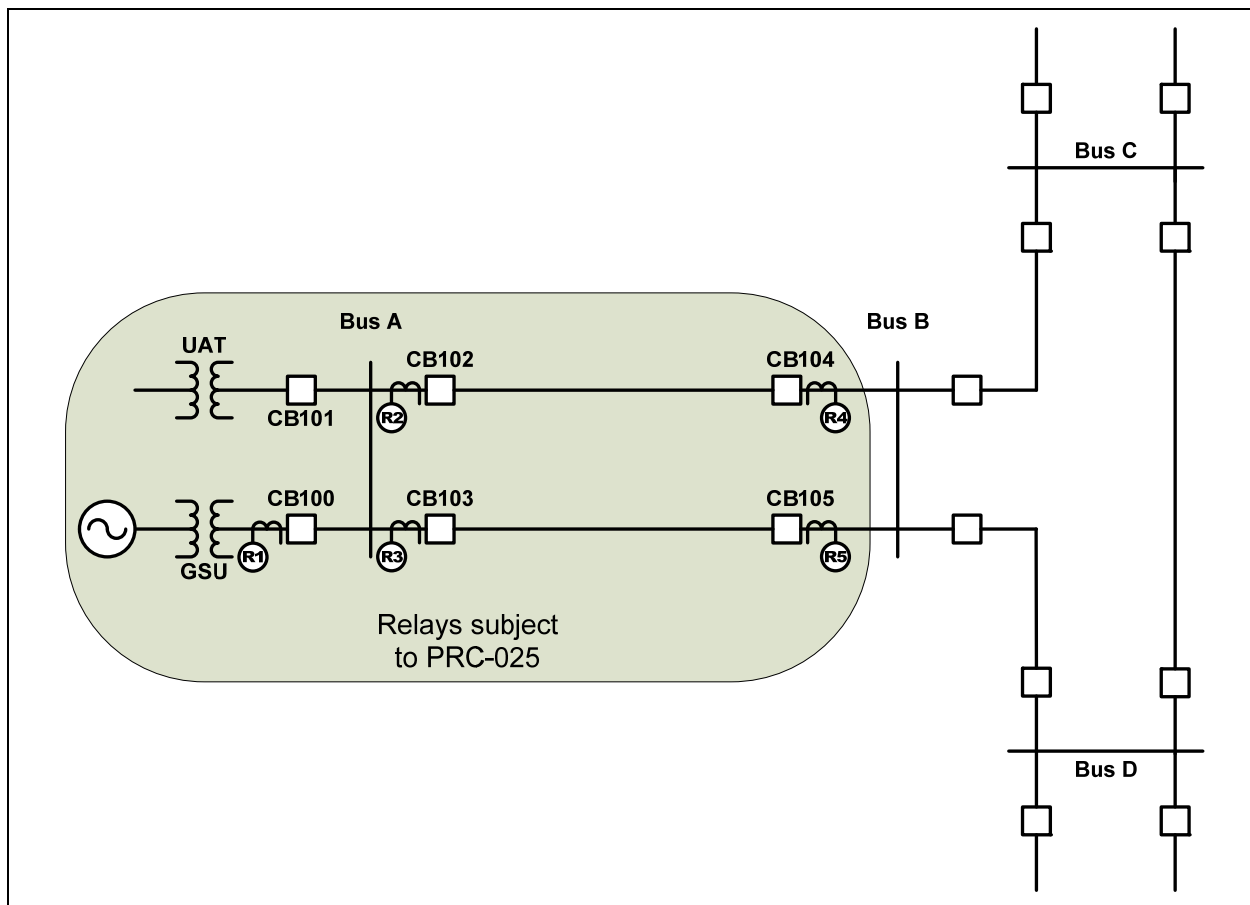 Bus C
Bus A
Bus B
UAT
CB102
CB104
CB101
R2
R4
CB100
CB103
CB105
R1
R3
R5
GSU
Relays subject
to PRC-025
Bus D